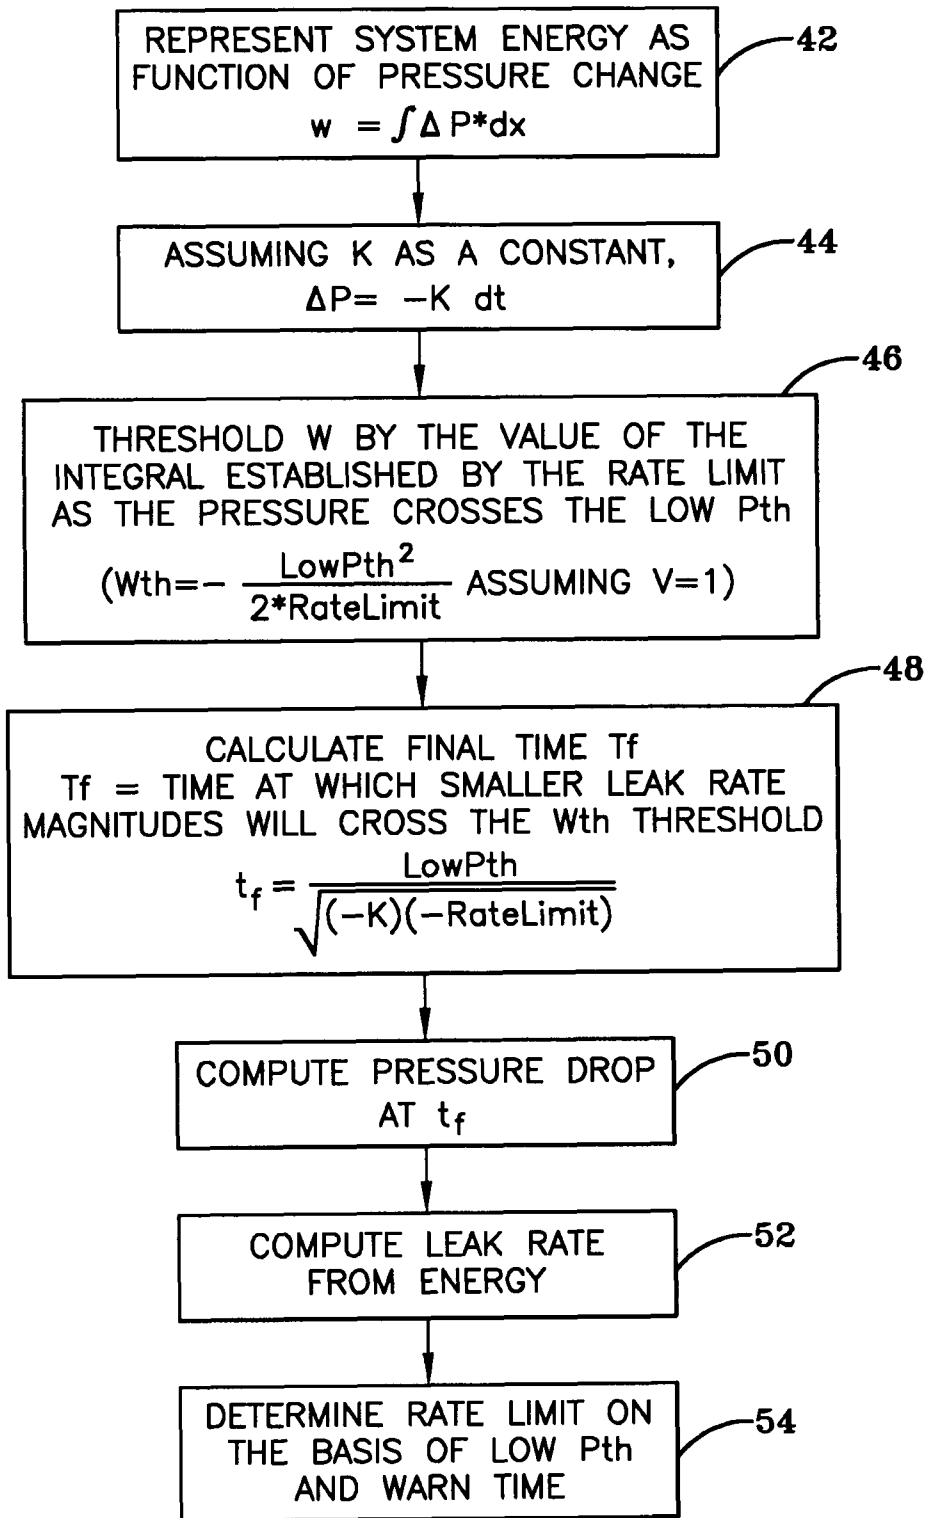 REPRESENT SYSTEM ENERGY AS
FUNCTION OF PRESSURE CHANGE
w = ∫ Δ P*dx
42
ASSUMING K AS A CONSTANT,
ΔP= -K dt
44
THRESHOLD W BY THE VALUE OF THE
INTEGRAL ESTABLISHED BY THE RATE LIMIT
AS THE PRESSURE CROSSES THE LOW Pth
(Wth=- LowPth² / 2*RateLimit ASSUMING V=1)
46
CALCULATE FINAL TIME Tf
Tf = TIME AT WHICH SMALLER LEAK RATE
MAGNITUDES WILL CROSS THE Wth THRESHOLD
t_f = LowPth / √(-K)(-RateLimit)
48
COMPUTE PRESSURE DROP
AT t_f
50
COMPUTE LEAK RATE
FROM ENERGY
52
DETERMINE RATE LIMIT ON
THE BASIS OF LOW Pth
AND WARN TIME
54